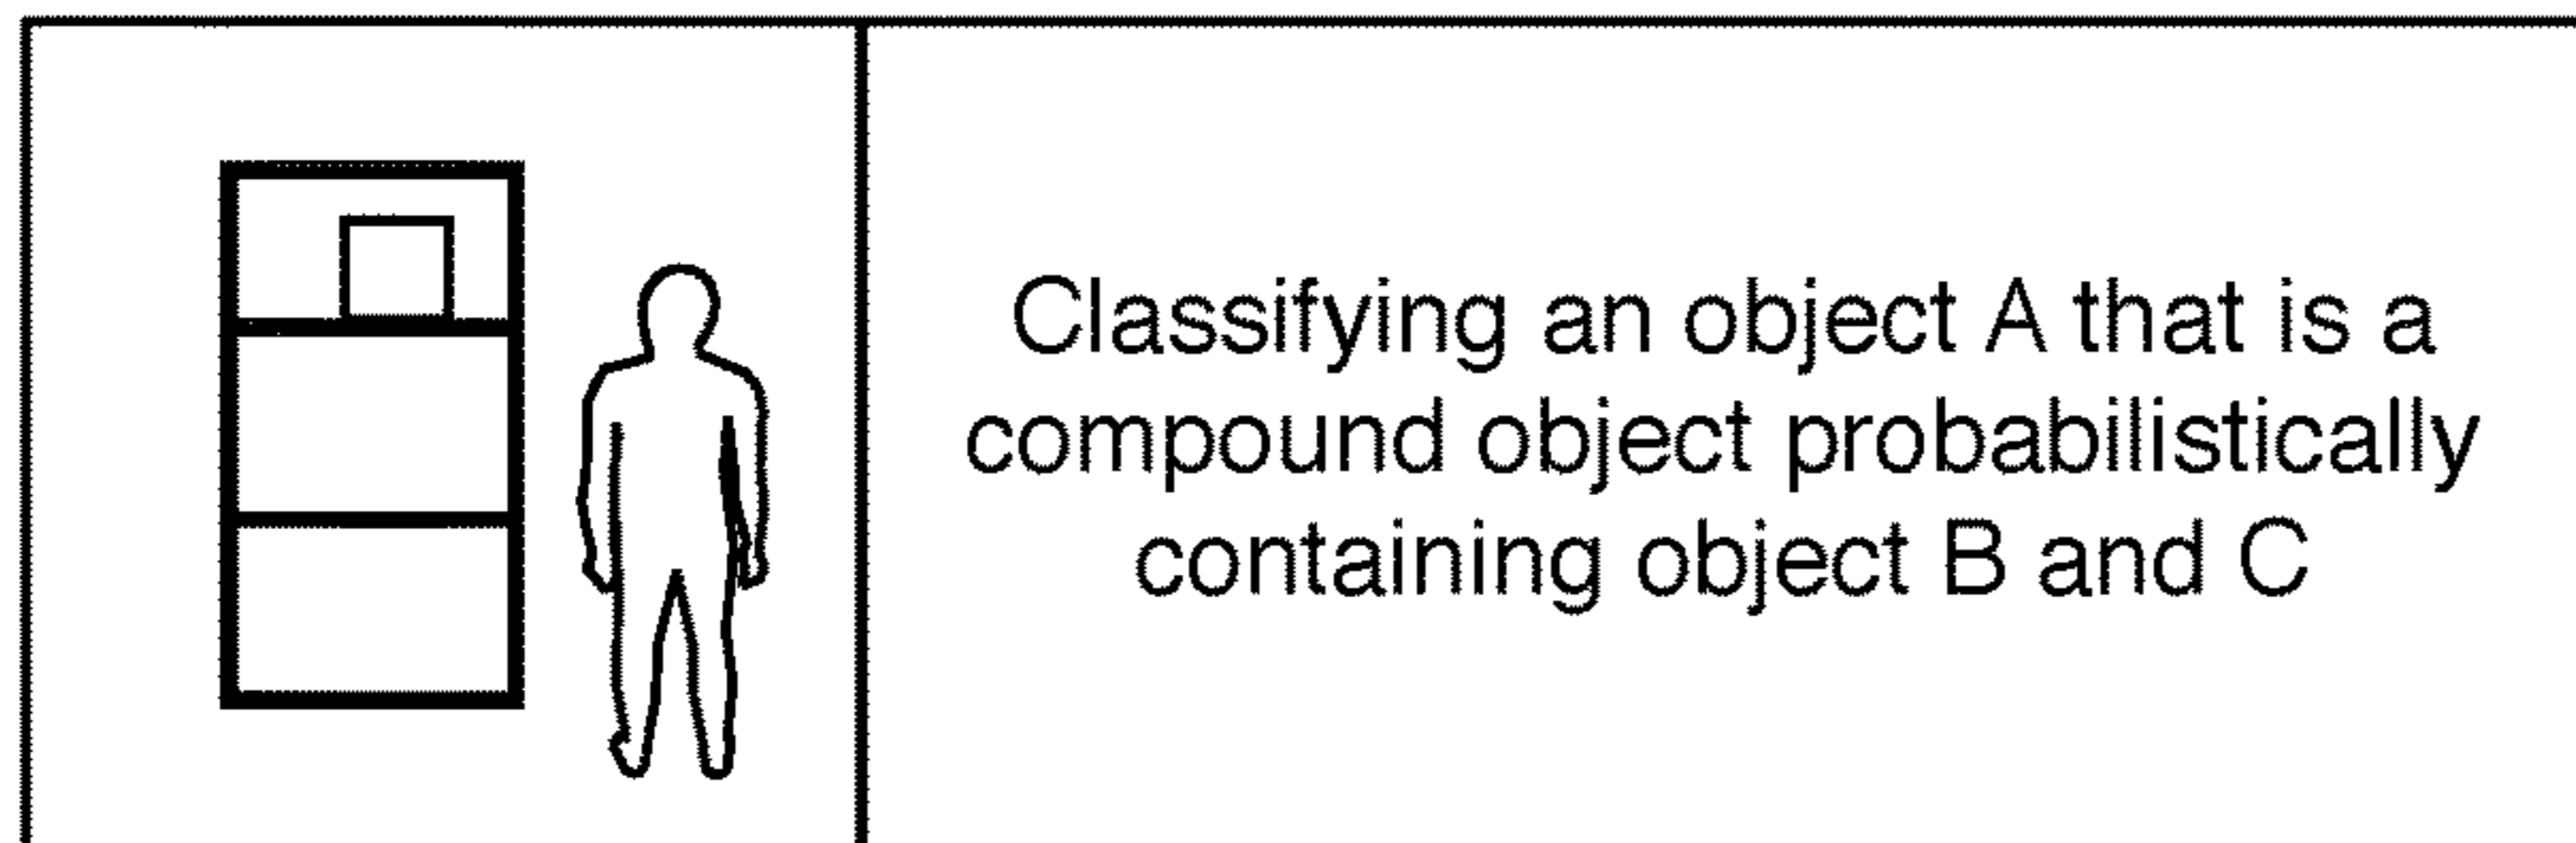 Classifying an object A that is a
compound object probabilistically
containing object B and C